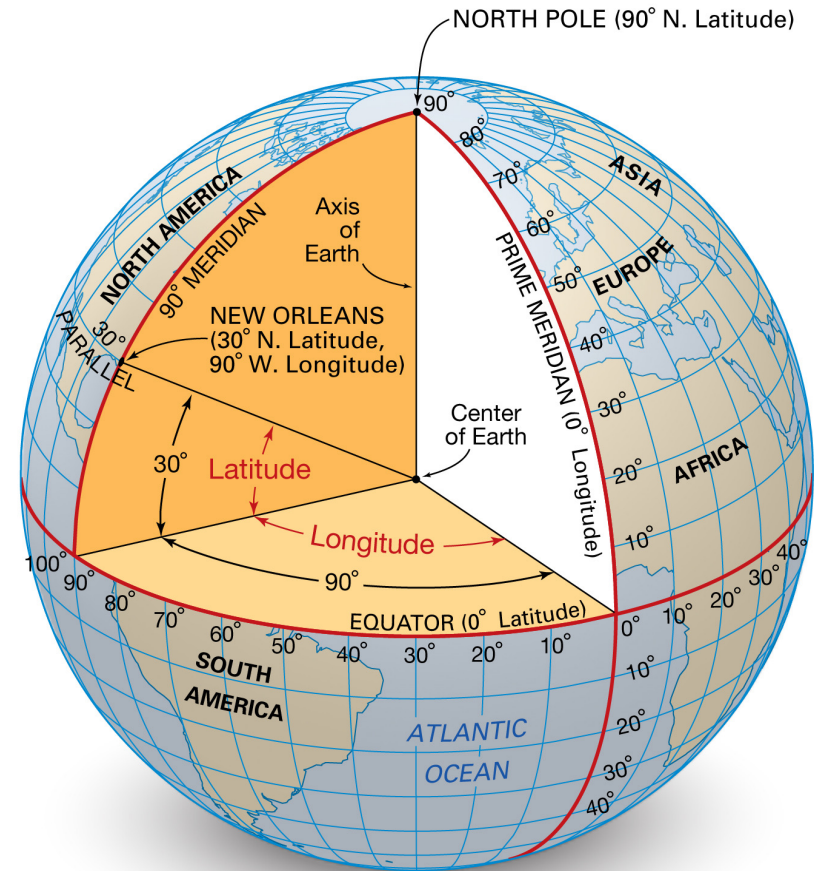 NORTH POLE (90° N. Latitude)
90°
80°
70°
60°
50°
40°
30°
20°
10°
ASIA
EUROPE
AFRICA
NORTH AMERICA
90° MERIDIAN
Axis
of
Earth
PRIME MERIDIAN (0° Longitude)
30°
PARALLEL
NEW ORLEANS
(30° N. Latitude,
90° W. Longitude)
Center
of Earth
30°
Latitude
Longitude
90°
EQUATOR (0° Latitude)
100°
90°
80°
70°
60°
50°
40°
30°
20°
10°
0°
10°
20°
30°
40°
10°
20°
30°
40°
SOUTH
AMERICA
ATLANTIC
OCEAN